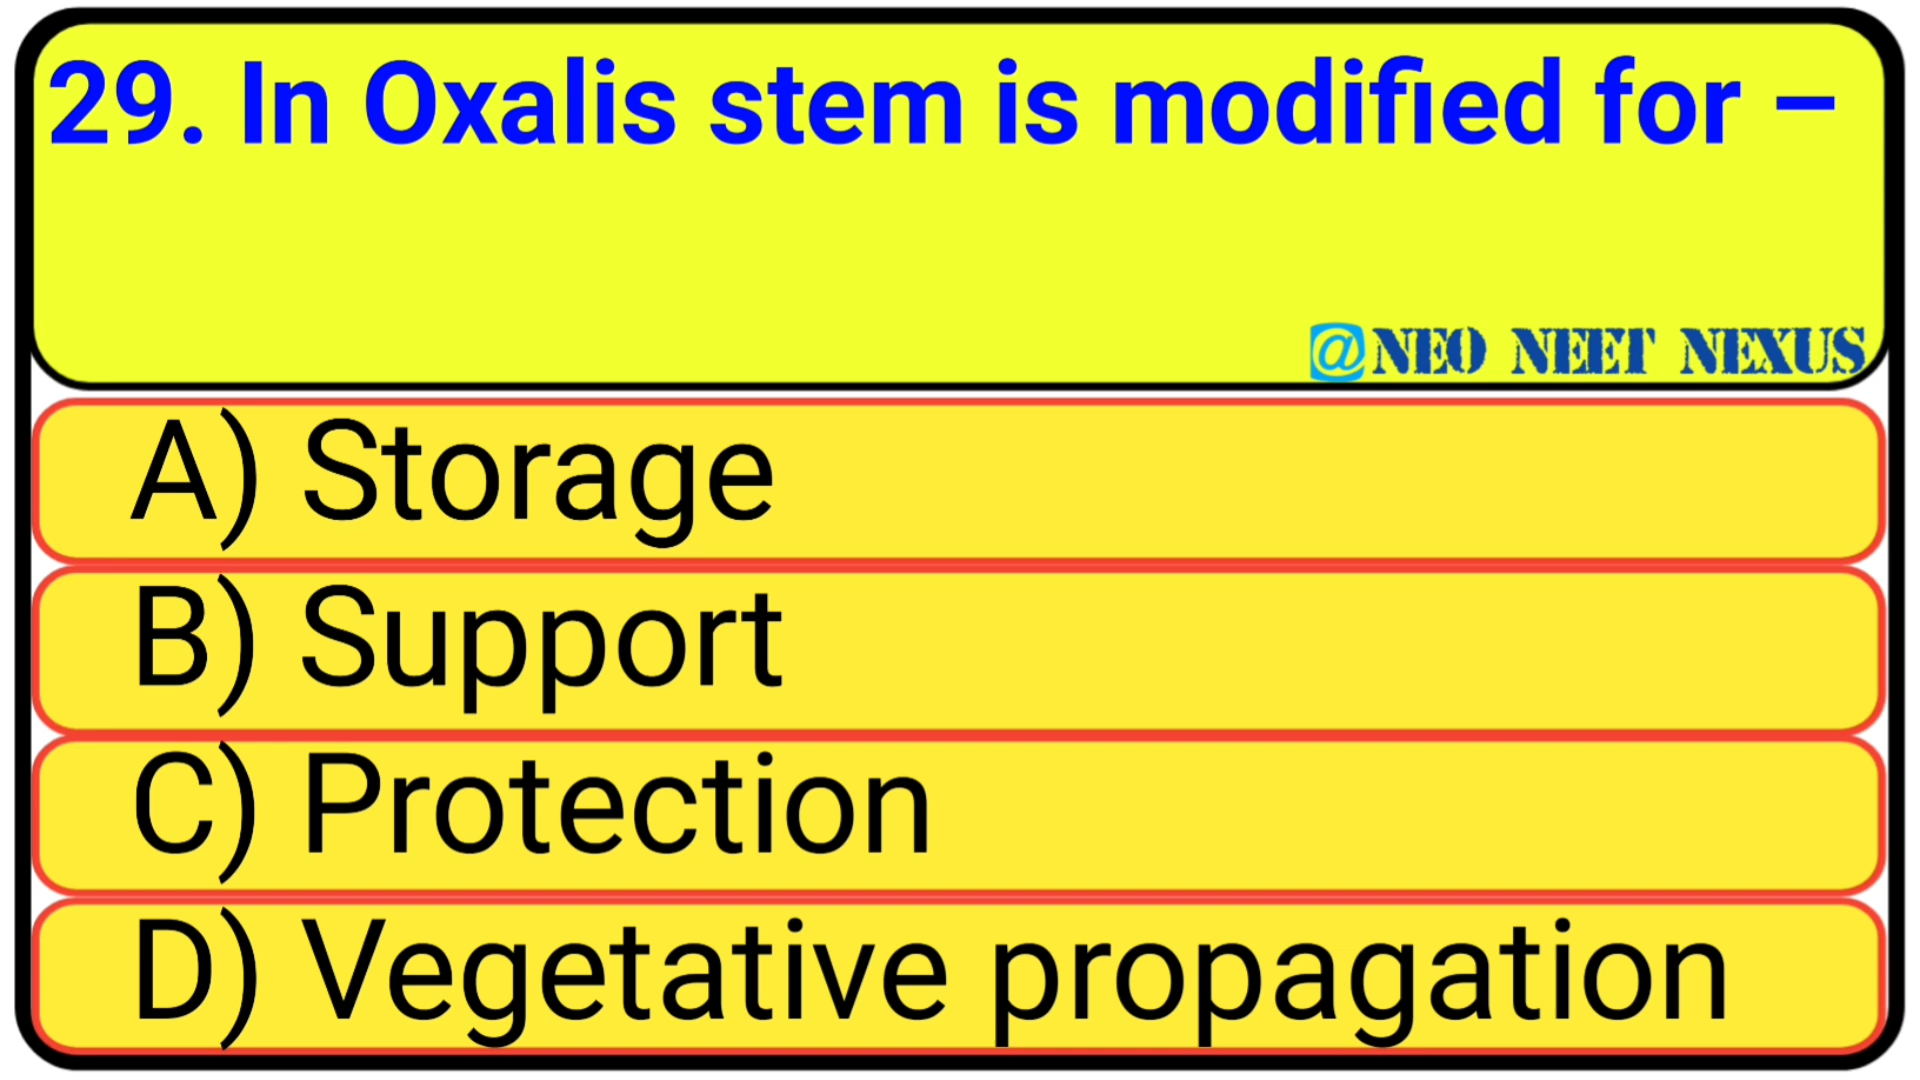 29. In Oxalis stem is modified for –
@NEO NEET NEXUS
A) Storage
B) Support
C) Protection
D) Vegetative propagation